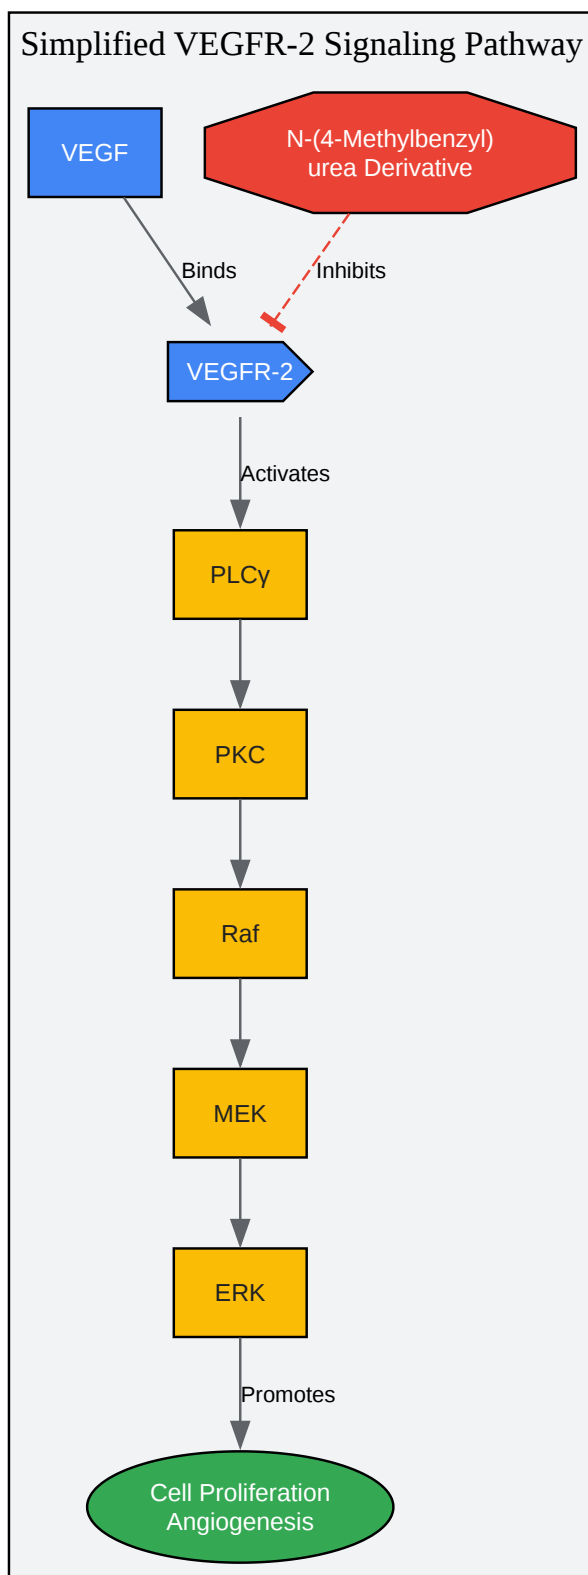 Simplified VEGFR-2 Signaling Pathway
VEGF
N-(4-Methylbenzyl)
urea Derivative
Binds
Inhibits
VEGFR-2
Activates
PLCγ
PKC
Raf
MEK
ERK
Promotes
Cell Proliferation
Angiogenesis